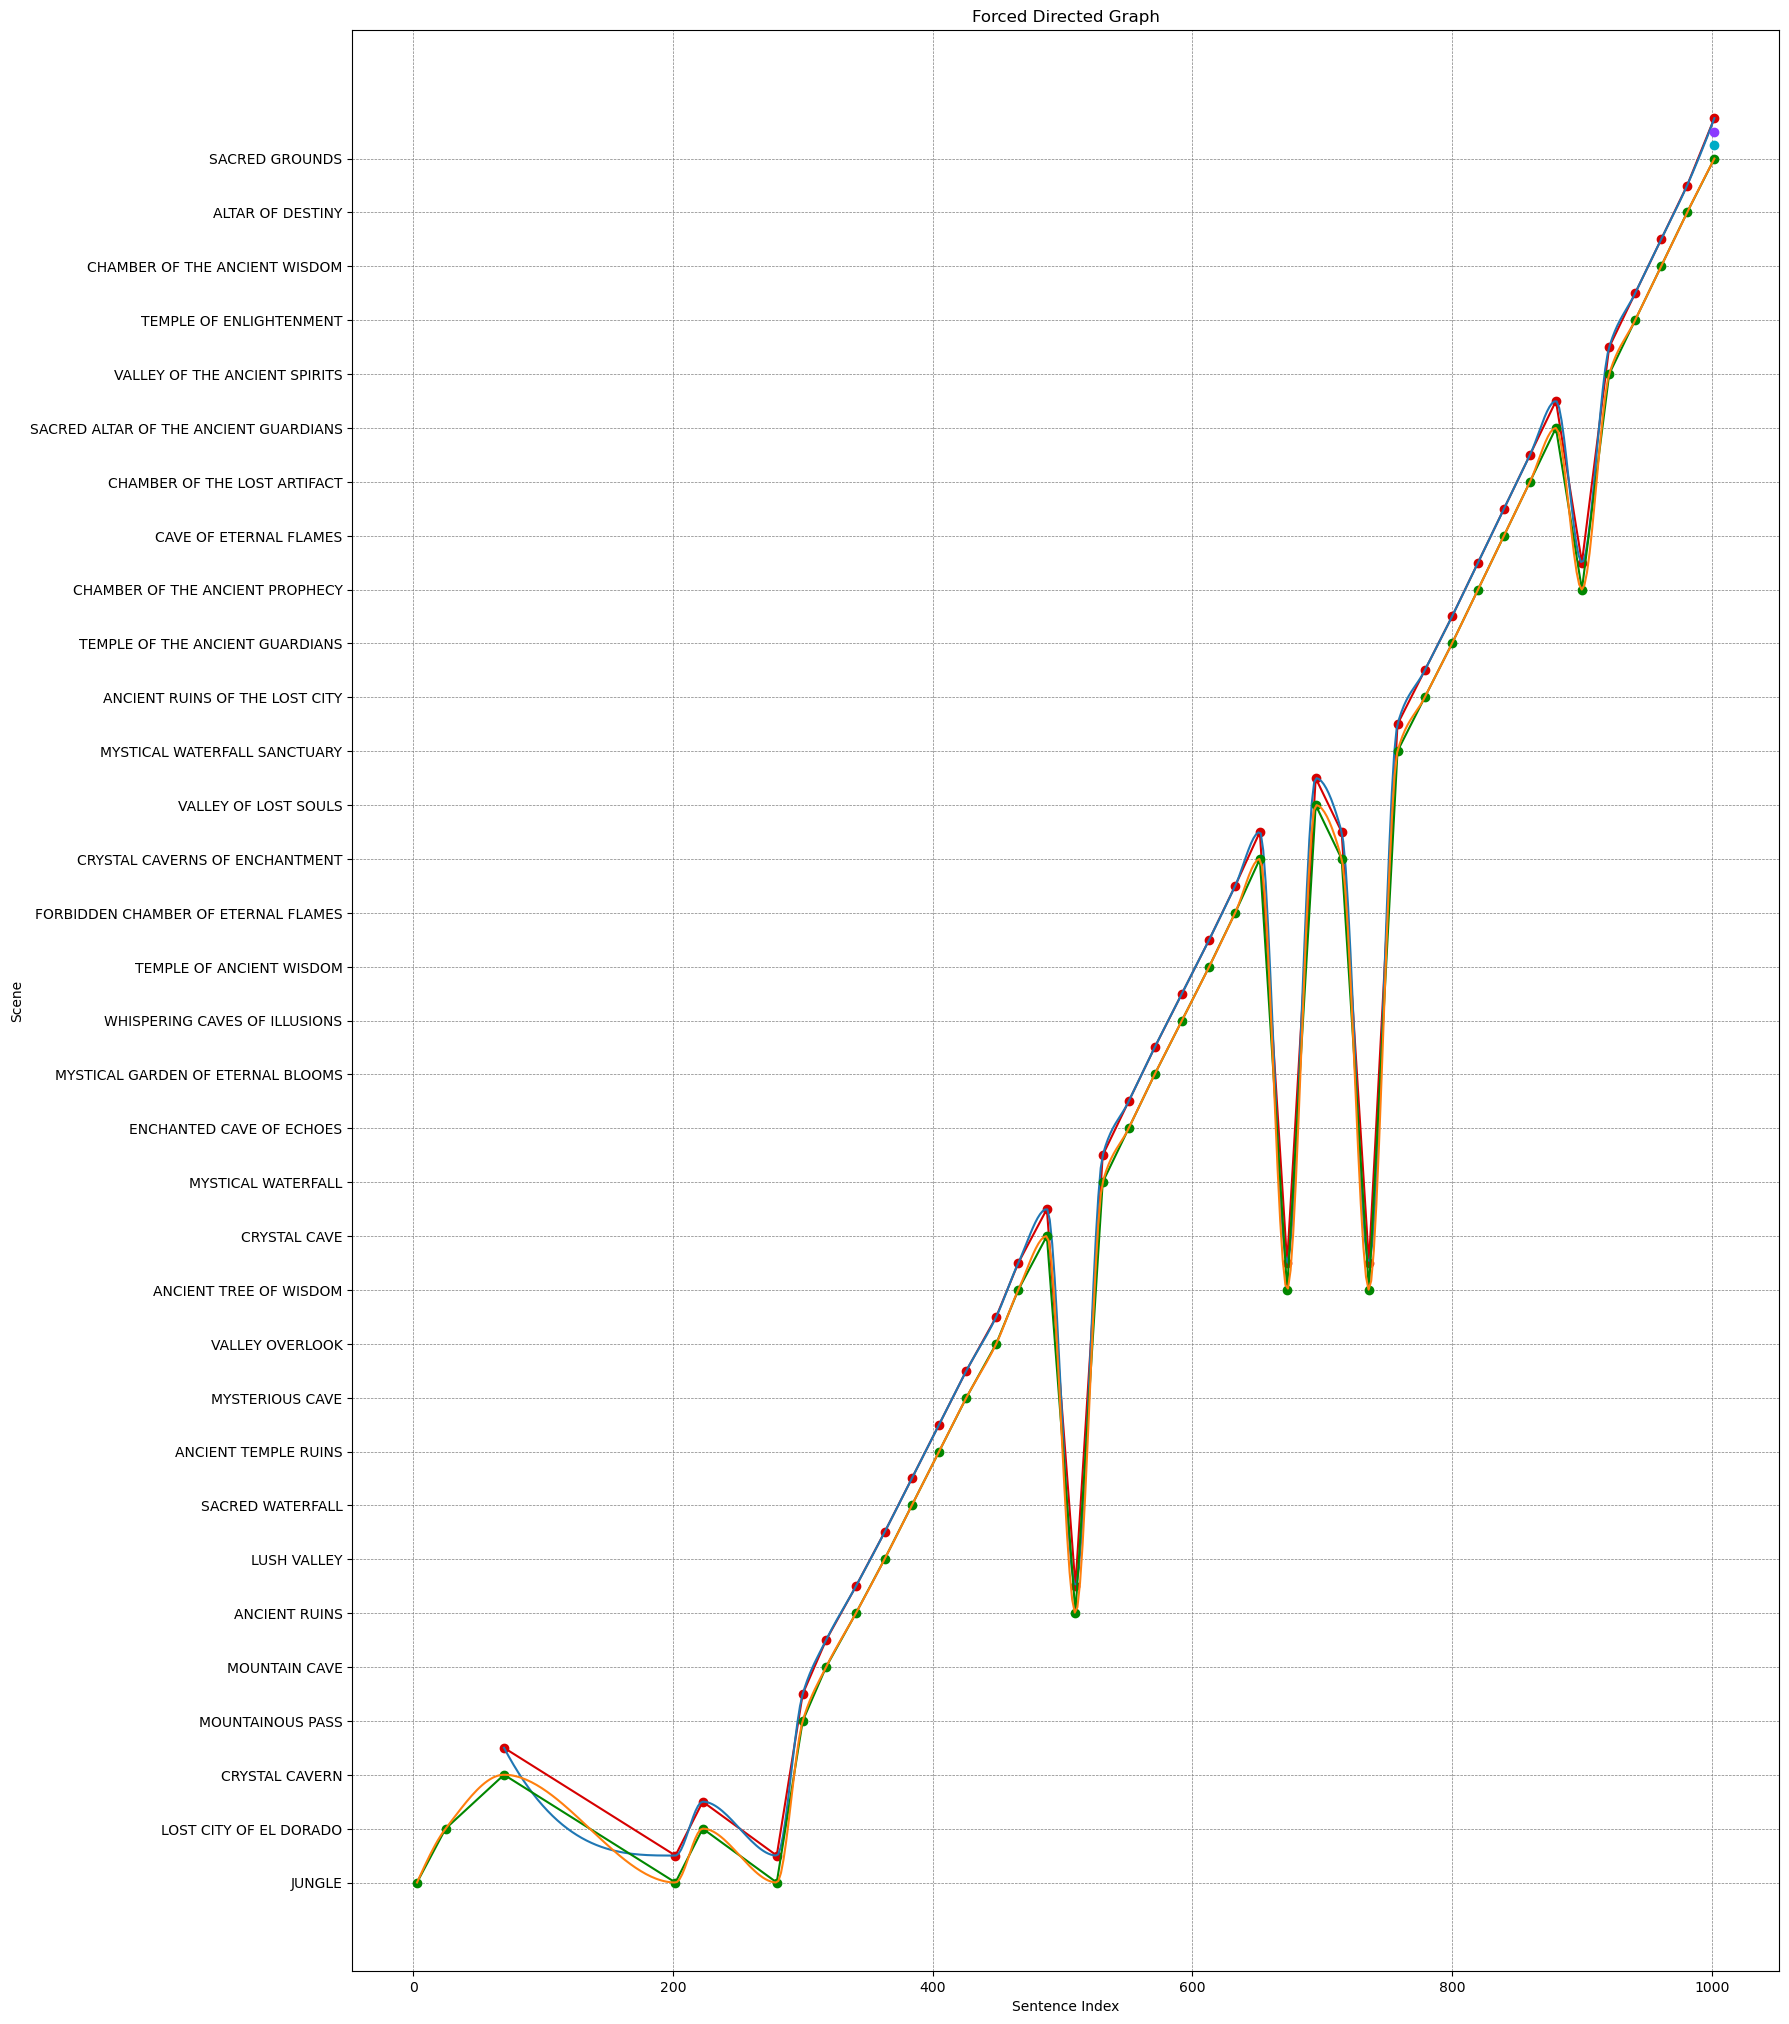 Forced Directed Graph
SACRED GROUNDS
ALTAR OF DESTINY
CHAMBER OF THE ANCIENT WISDOM
TEMPLE OF ENLIGHTENMENT
VALLEY OF THE ANCIENT SPIRITS
SACRED ALTAR OF THE ANCIENT GUARDIANS
CHAMBER OF THE LOST ARTIFACT
CAVE OF ETERNAL FLAMES
CHAMBER OF THE ANCIENT PROPHECY
TEMPLE OF THE ANCIENT GUARDIANS
ANCIENT RUINS OF THE LOST CITY
MYSTICAL WATERFALL SANCTUARY
VALLEY OF LOST SOULS
CRYSTAL CAVERNS OF ENCHANTMENT
FORBIDDEN CHAMBER OF ETERNAL FLAMES
TEMPLE OF ANCIENT WISDOM
WHISPERING CAVES OF ILLUSIONS
MYSTICAL GARDEN OF ETERNAL BLOOMS
ENCHANTED CAVE OF ECHOES
MYSTICAL WATERFALL
CRYSTAL CAVE
ANCIENT TREE OF WISDOM
VALLEY OVERLOOK
MYSTERIOUS CAVE
ANCIENT TEMPLE RUINS
SACRED WATERFALL
LUSH VALLEY
ANCIENT RUINS
MOUNTAIN CAVE
MOUNTAINOUS PASS
CRYSTAL CAVERN
LOST CITY OF EL DORADO
JUNGLE
Scene
0 200 400 600 800 1000
Sentence Index